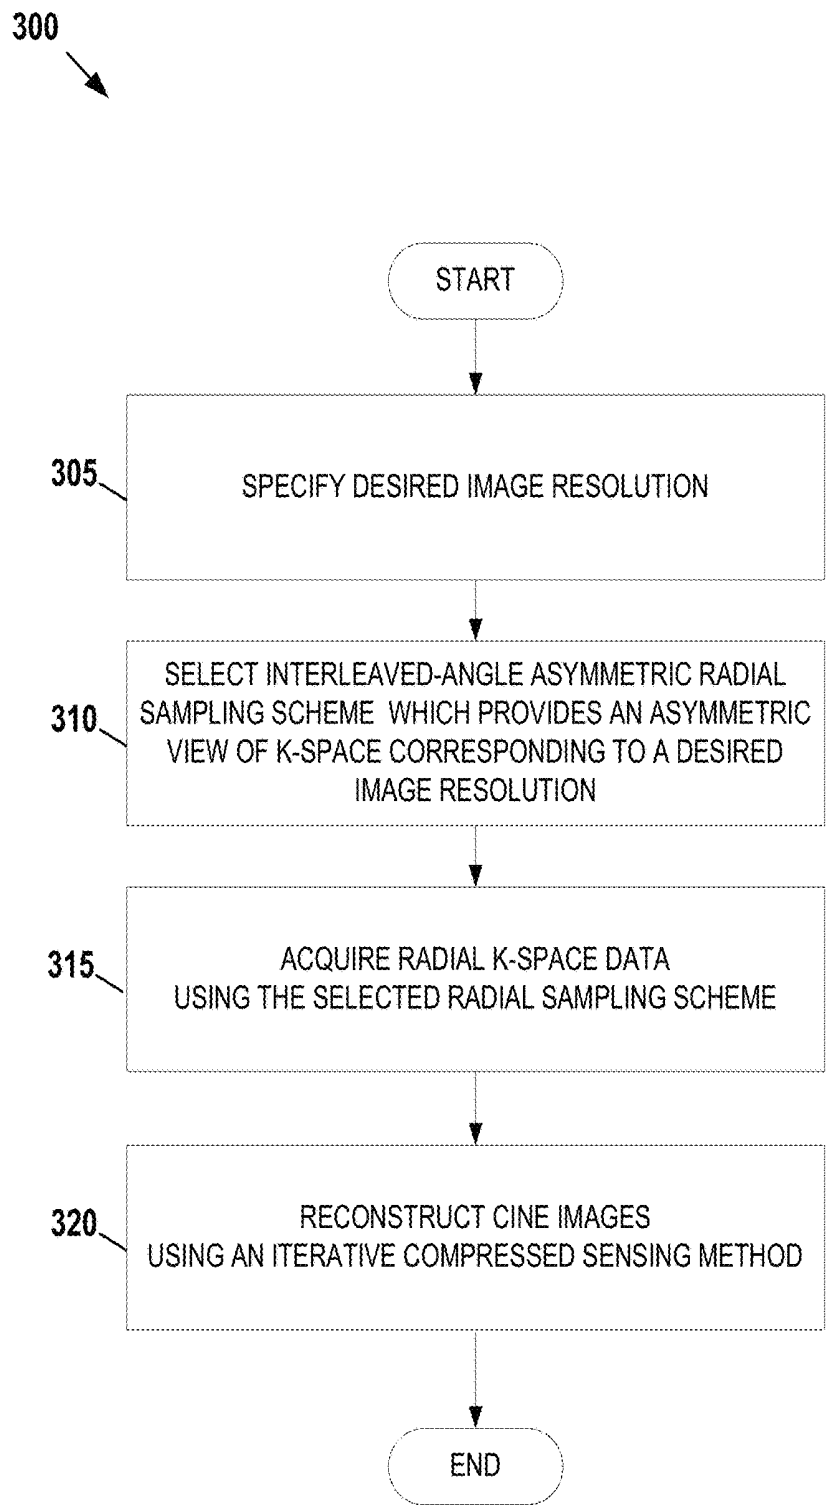 300
START
305
SPECIFY DESIRED IMAGE RESOLUTION
310
SELECT INTERLEAVED-ANGLE ASYMMETRIC RADIAL
SAMPLING SCHEME WHICH PROVIDES AN ASYMMETRIC
VIEW OF K-SPACE CORRESPONDING TO A DESIRED
IMAGE RESOLUTION
315
ACQUIRE RADIAL K-SPACE DATA
USING THE SELECTED RADIAL SAMPLING SCHEME
320
RECONSTRUCT CINE IMAGES
USING AN ITERATIVE COMPRESSED SENSING METHOD
END